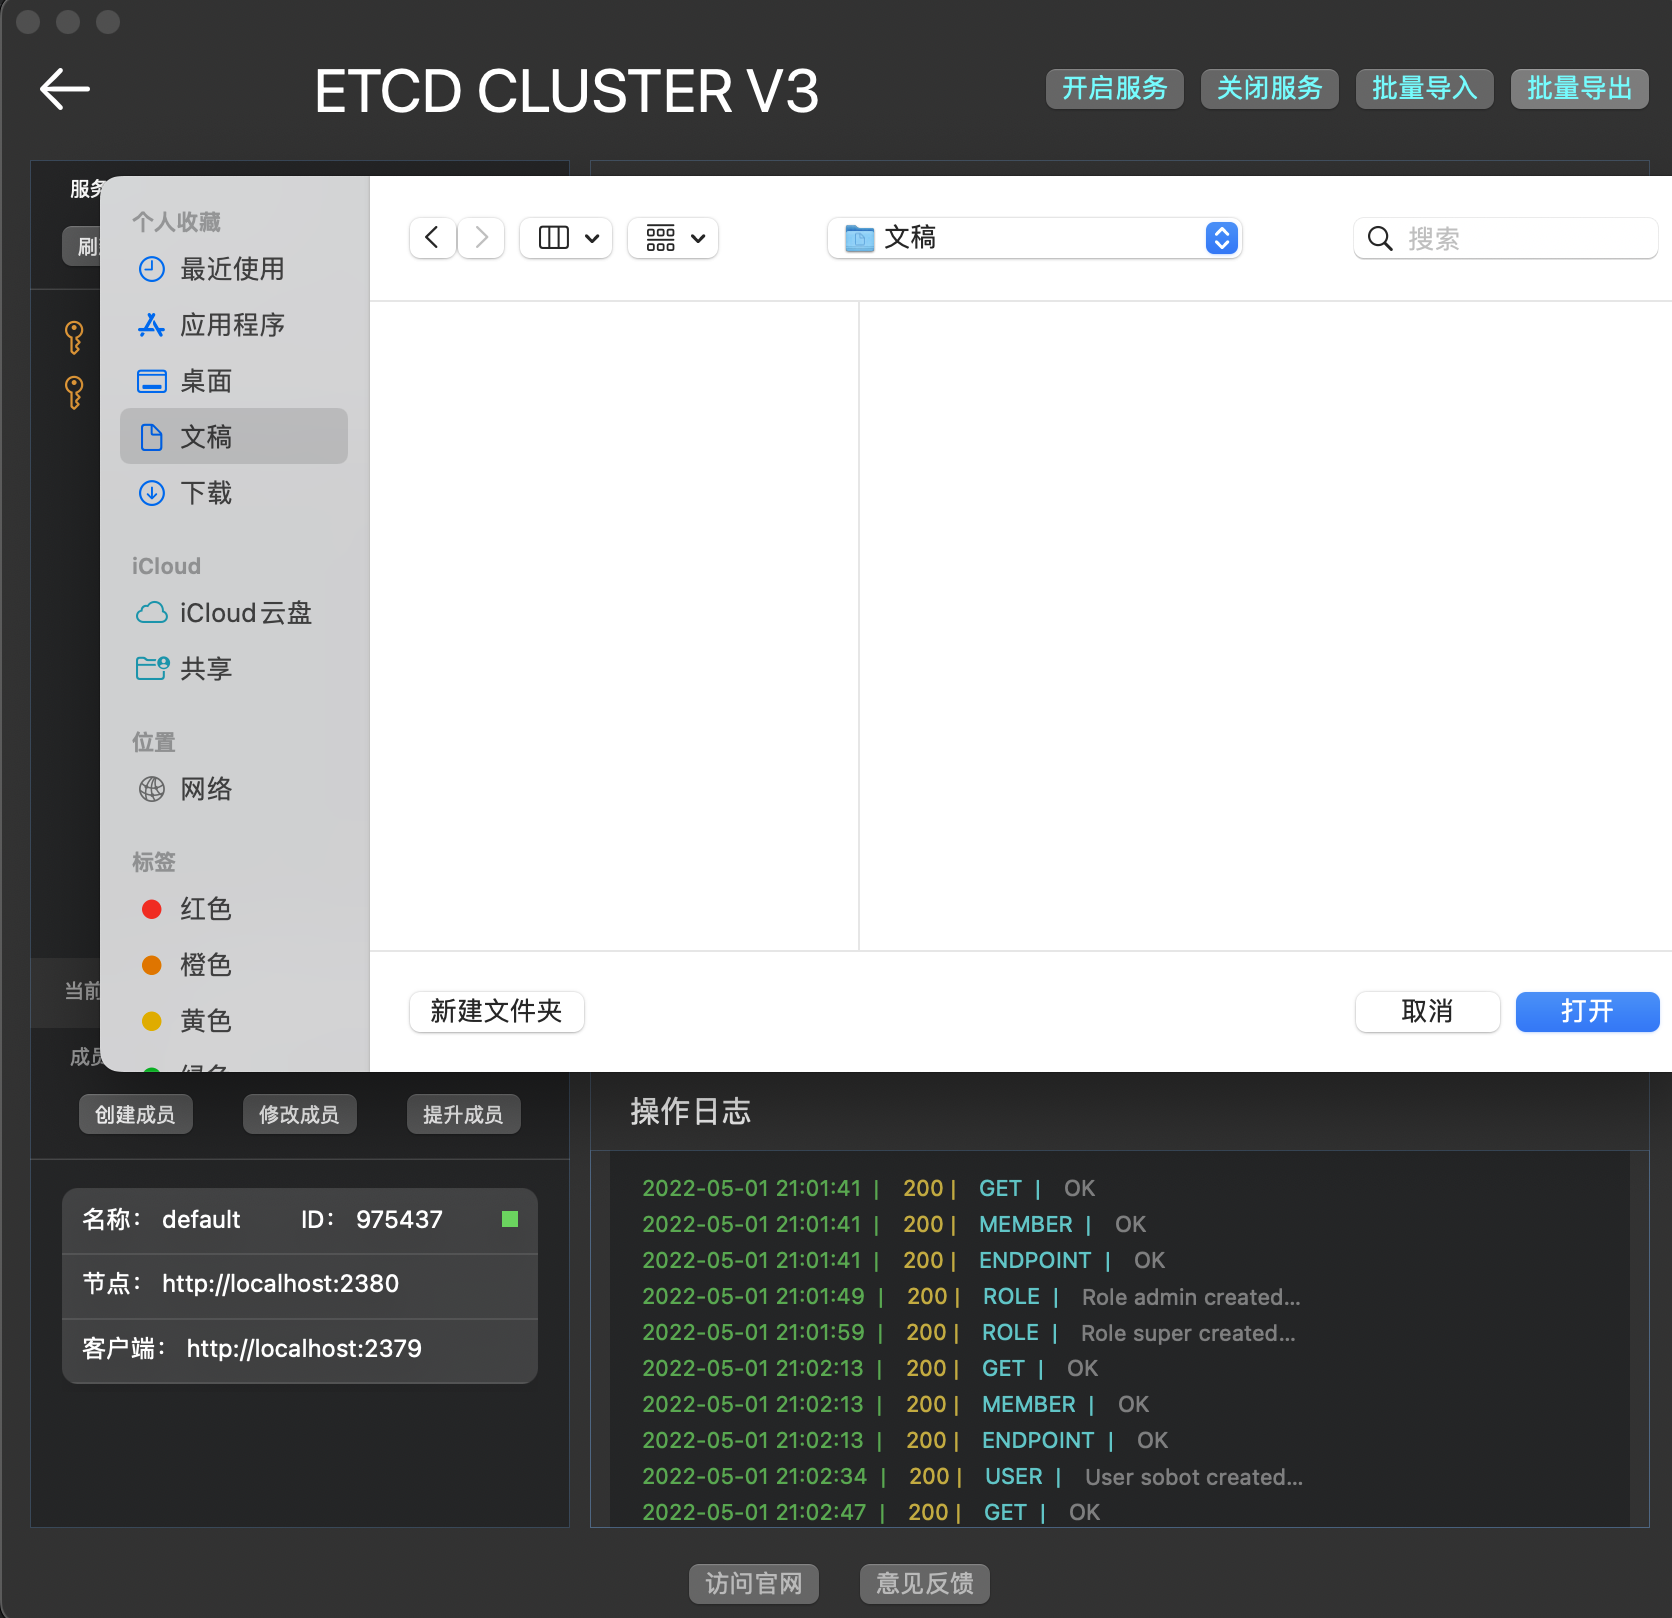 ETCD CLUSTER V3
开启服务 关闭服务 批量导入 批量导出
个人收藏
最近使用
应用程序
桌面
文稿
下载
iCloud
iCloud云盘
共享
位置
网络
标签
红色
橙色
黄色
绿色
文稿
搜索
新建文件夹 取消 打开
服务
当前
成员
创建成员 修改成员 提升成员
名称： default ID： 975437
节点： http://localhost:2380
客户端： http://localhost:2379
操作日志
2022-05-01 21:01:41 | 200 | GET | OK
2022-05-01 21:01:41 | 200 | MEMBER | OK
2022-05-01 21:01:41 | 200 | ENDPOINT | OK
2022-05-01 21:01:49 | 200 | ROLE | Role admin created...
2022-05-01 21:01:59 | 200 | ROLE | Role super created...
2022-05-01 21:02:13 | 200 | GET | OK
2022-05-01 21:02:13 | 200 | MEMBER | OK
2022-05-01 21:02:13 | 200 | ENDPOINT | OK
2022-05-01 21:02:34 | 200 | USER | User sobot created...
2022-05-01 21:02:47 | 200 | GET | OK
访问官网 意见反馈